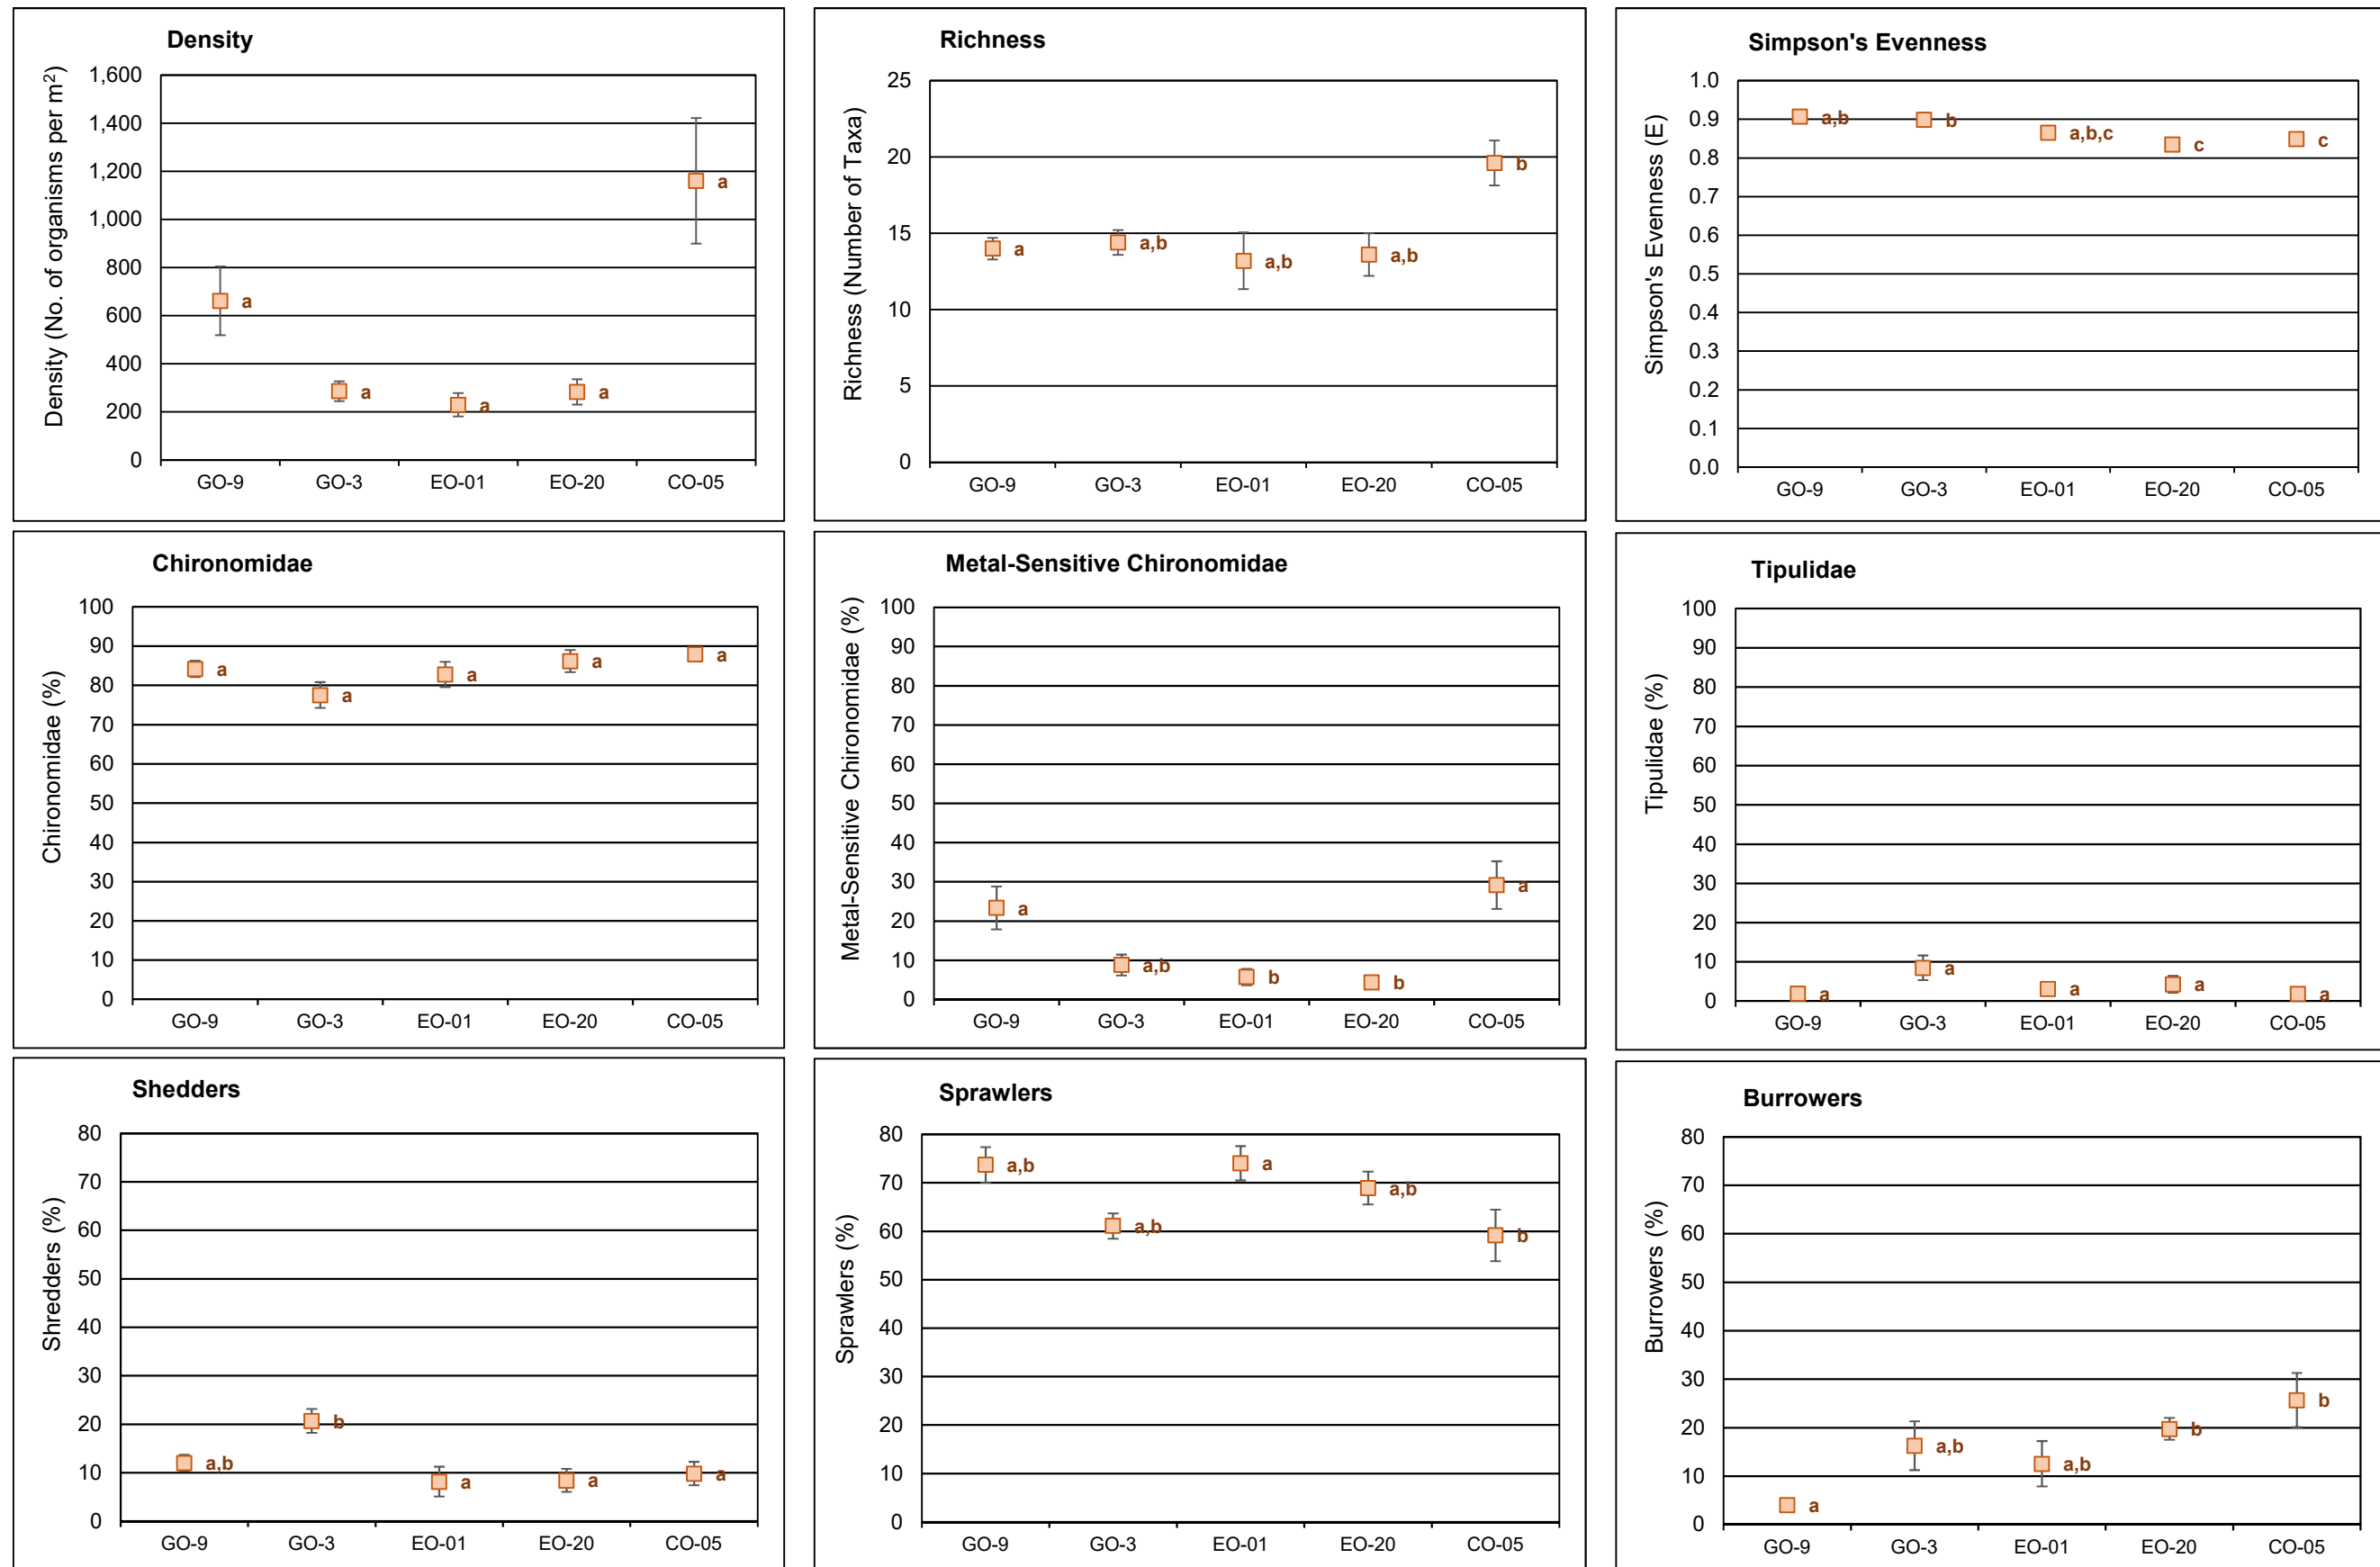 Density
Density (No. of organisms per m2)
1,600
1,400
1,200
1,000
800
600
400
200
0
a
a
a
a
a
GO-9 GO-3 EO-01 EO-20 CO-05
Richness
Richness (Number of Taxa)
25
20
15
10
5
0
a
a,b
a,b
a,b
b
GO-9 GO-3 EO-01 EO-20 CO-05
Simpson's Evenness
Simpson's Evenness (E)
1.0
0.9
0.8
0.7
0.6
0.5
0.4
0.3
0.2
0.1
0.0
a,b
b
a,b,c
c
c
GO-9 GO-3 EO-01 EO-20 CO-05
Chironomidae
Chironomidae (%)
100
90
80
70
60
50
40
30
20
10
0
a
a
a
a
a
GO-9 GO-3 EO-01 EO-20 CO-05
Metal-Sensitive Chironomidae
Metal-Sensitive Chironomidae (%)
100
90
80
70
60
50
40
30
20
10
0
a
a,b
b
b
a
GO-9 GO-3 EO-01 EO-20 CO-05
Tipulidae
Tipulidae (%)
100
90
80
70
60
50
40
30
20
10
0
a
a
a
a
a
GO-9 GO-3 EO-01 EO-20 CO-05
Shedders
Shredders (%)
80
70
60
50
40
30
20
10
0
a,b
b
a
a
a
GO-9 GO-3 EO-01 EO-20 CO-05
Sprawlers
Sprawlers (%)
80
70
60
50
40
30
20
10
0
a,b
a,b
a
a,b
b
GO-9 GO-3 EO-01 EO-20 CO-05
Burrowers
Burrowers (%)
80
70
60
50
40
30
20
10
0
a
a,b
a,b
b
b
GO-9 GO-3 EO-01 EO-20 CO-05